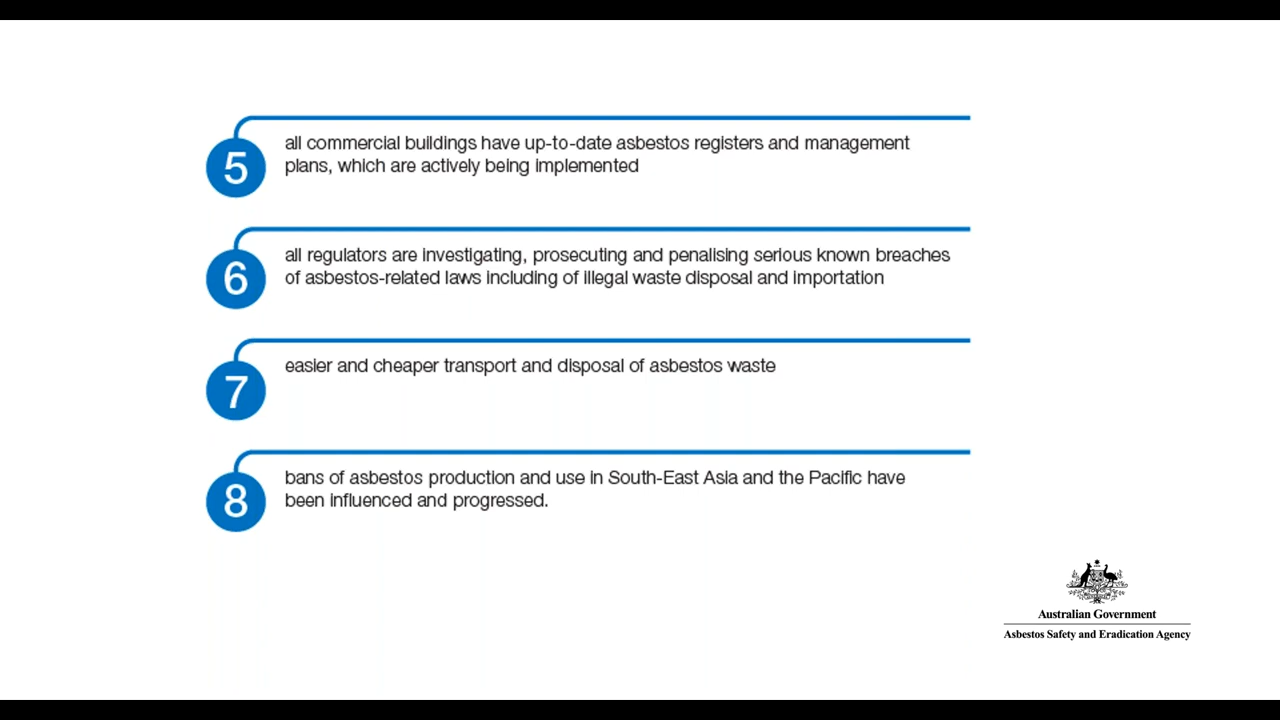 5
all commercial buildings have up-to-date asbestos registers and management
plans, which are actively being implemented
6
all regulators are investigating, prosecuting and penalising serious known breaches
of asbestos-related laws including of illegal waste disposal and importation
7
easier and cheaper transport and disposal of asbestos waste
8
bans of asbestos production and use in South-East Asia and the Pacific have
been influenced and progressed.
Australian Government
Asbestos Safety and Eradication Agency